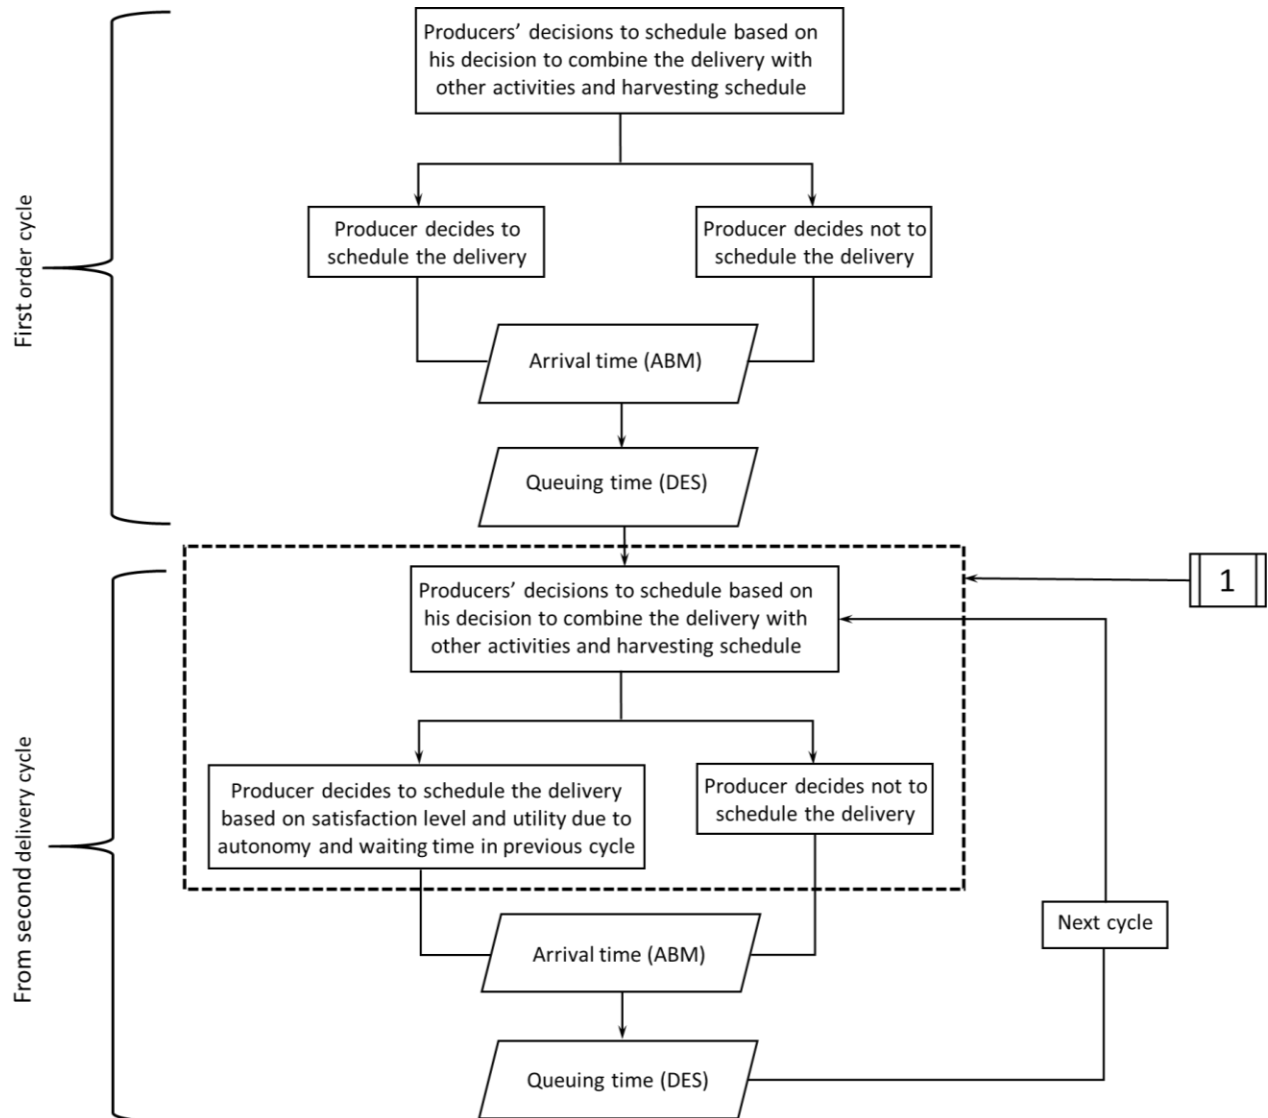 First order cycle
Producers' decisions to schedule based on
his decision to combine the delivery with
other activities and harvesting schedule
Producer decides to
schedule the delivery
Producer decides not to
schedule the delivery
Arrival time (ABM)
Queuing time (DES)
From second delivery cycle
1
Producers' decisions to schedule based on
his decision to combine the delivery with
other activities and harvesting schedule
Producer decides to schedule the delivery
based on satisfaction level and utility due to
autonomy and waiting time in previous cycle
Producer decides not to
schedule the delivery
Next cycle
Arrival time (ABM)
Queuing time (DES)